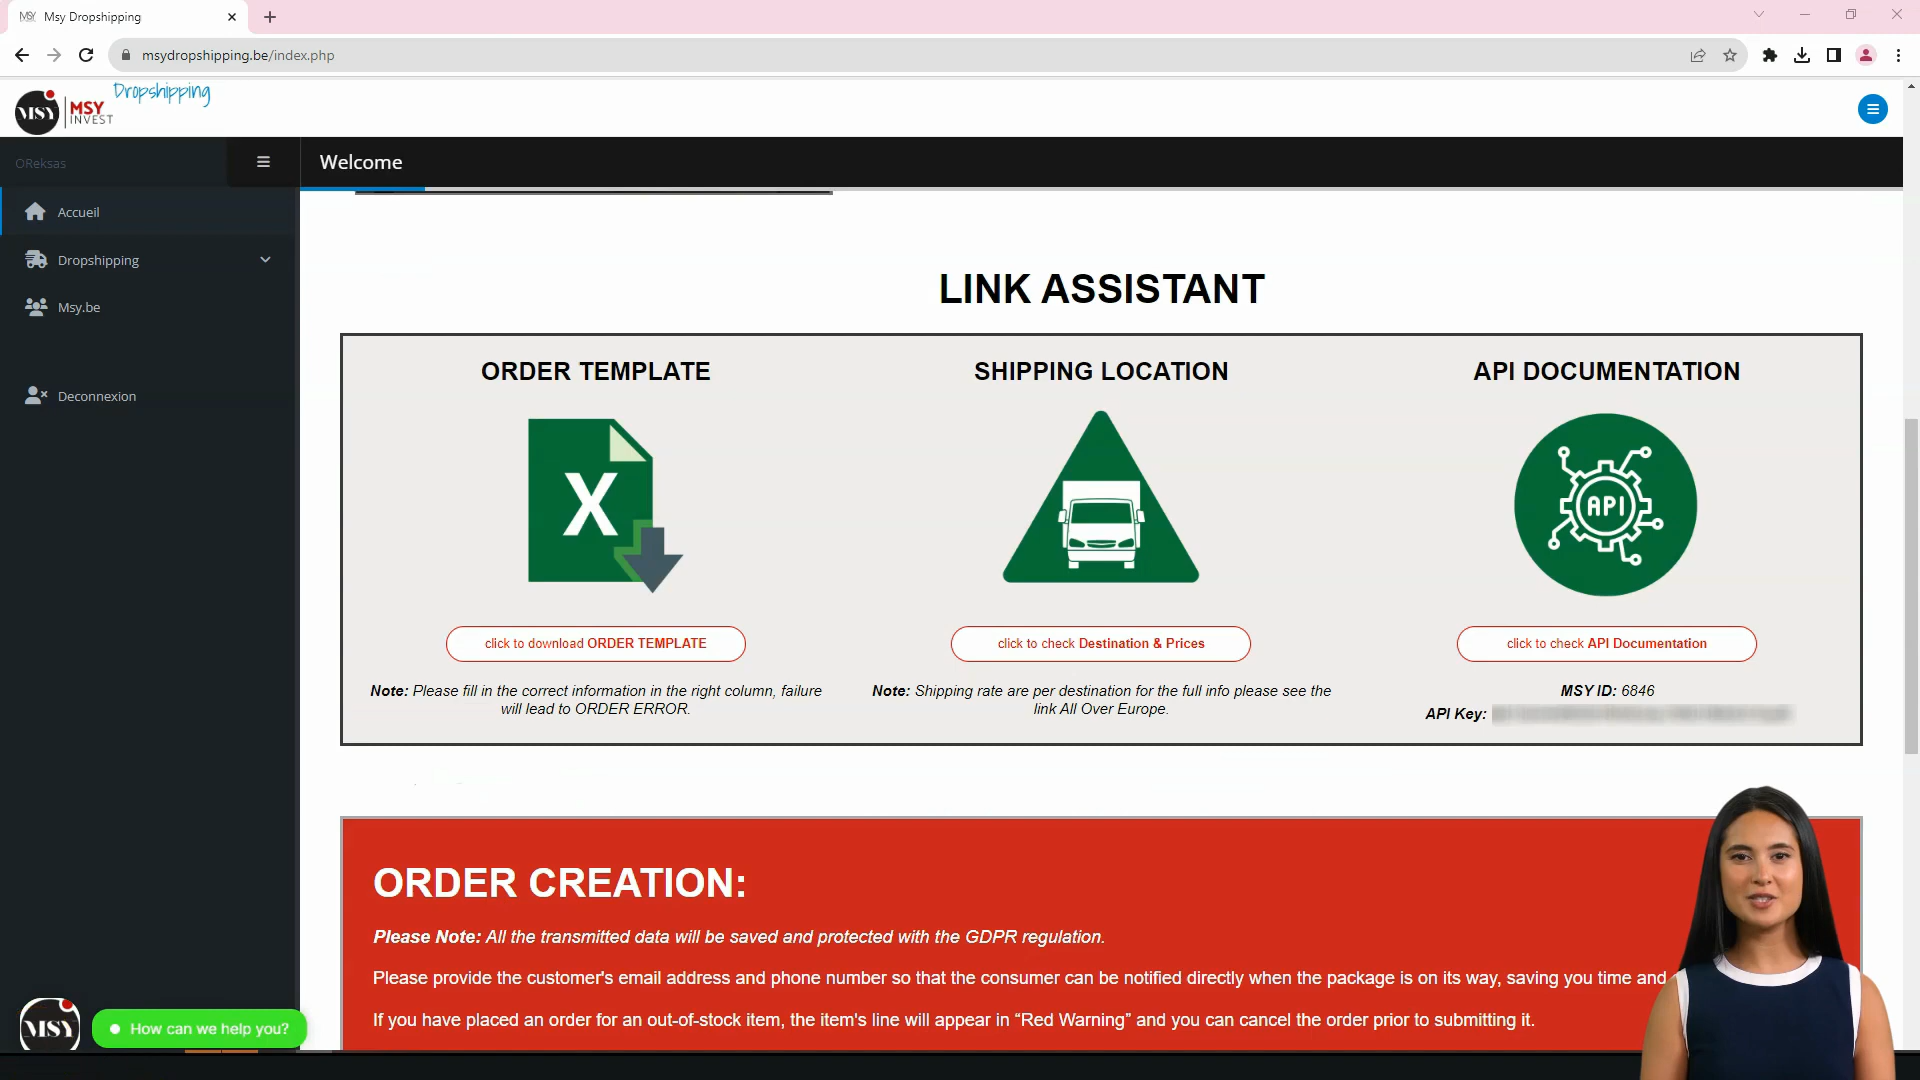 Msy Dropshipping
msydropshipping.be/index.php
MSY
MSY
INVEST
Dropshipping
OReksas
Welcome
Accueil
Dropshipping
Msy.be
Deconnexion
LINK ASSISTANT
ORDER TEMPLATE
SHIPPING LOCATION
API DOCUMENTATION
X
API
click to download ORDER TEMPLATE
click to check Destination & Prices
click to check API Documentation
Note: Please fill in the correct information in the right column, failure
will lead to ORDER ERROR.
Note: Shipping rate are per destination for the full info please see the
link All Over Europe.
MSY ID: 6846
API Key:
ORDER CREATION:
Please Note: All the transmitted data will be saved and protected with the GDPR regulation.
Please provide the customer's email address and phone number so that the consumer can be notified directly when the package is on its way, saving you time and
If you have placed an order for an out-of-stock item, the item's line will appear in “Red Warning” and you can cancel the order prior to submitting it.
MSY
How can we help you?